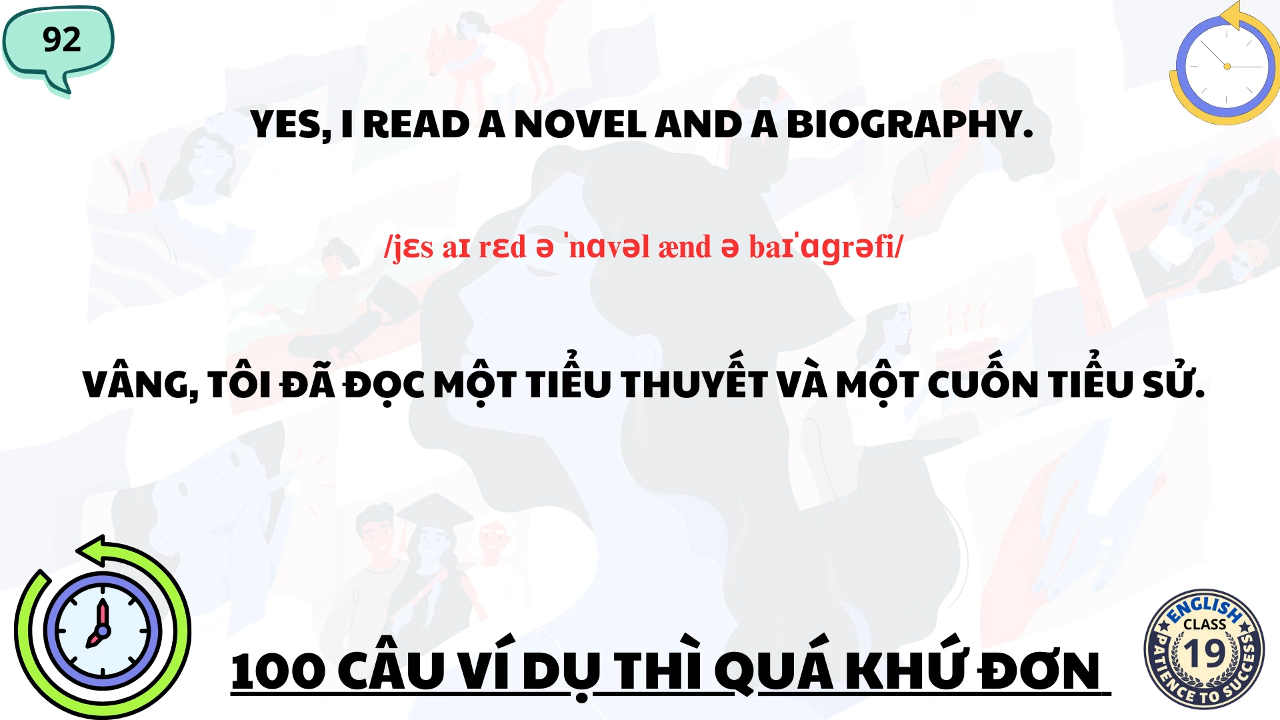 92
YES, I READ A NOVEL AND A BIOGRAPHY.
/jɛs aɪ rɛd ə ˈnɑvəl ænd ə baɪˈɑɡrəfi/
VÂNG, TÔI ĐÃ ĐỌC MỘT TIỂU THUYẾT VÀ MỘT CUỐN TIỂU SỬ.
100 CÂU VÍ DỤ THÌ QUÁ KHỨ ĐƠN
ENGLISH
CLASS
19
PATIENCE TO SUCCESS